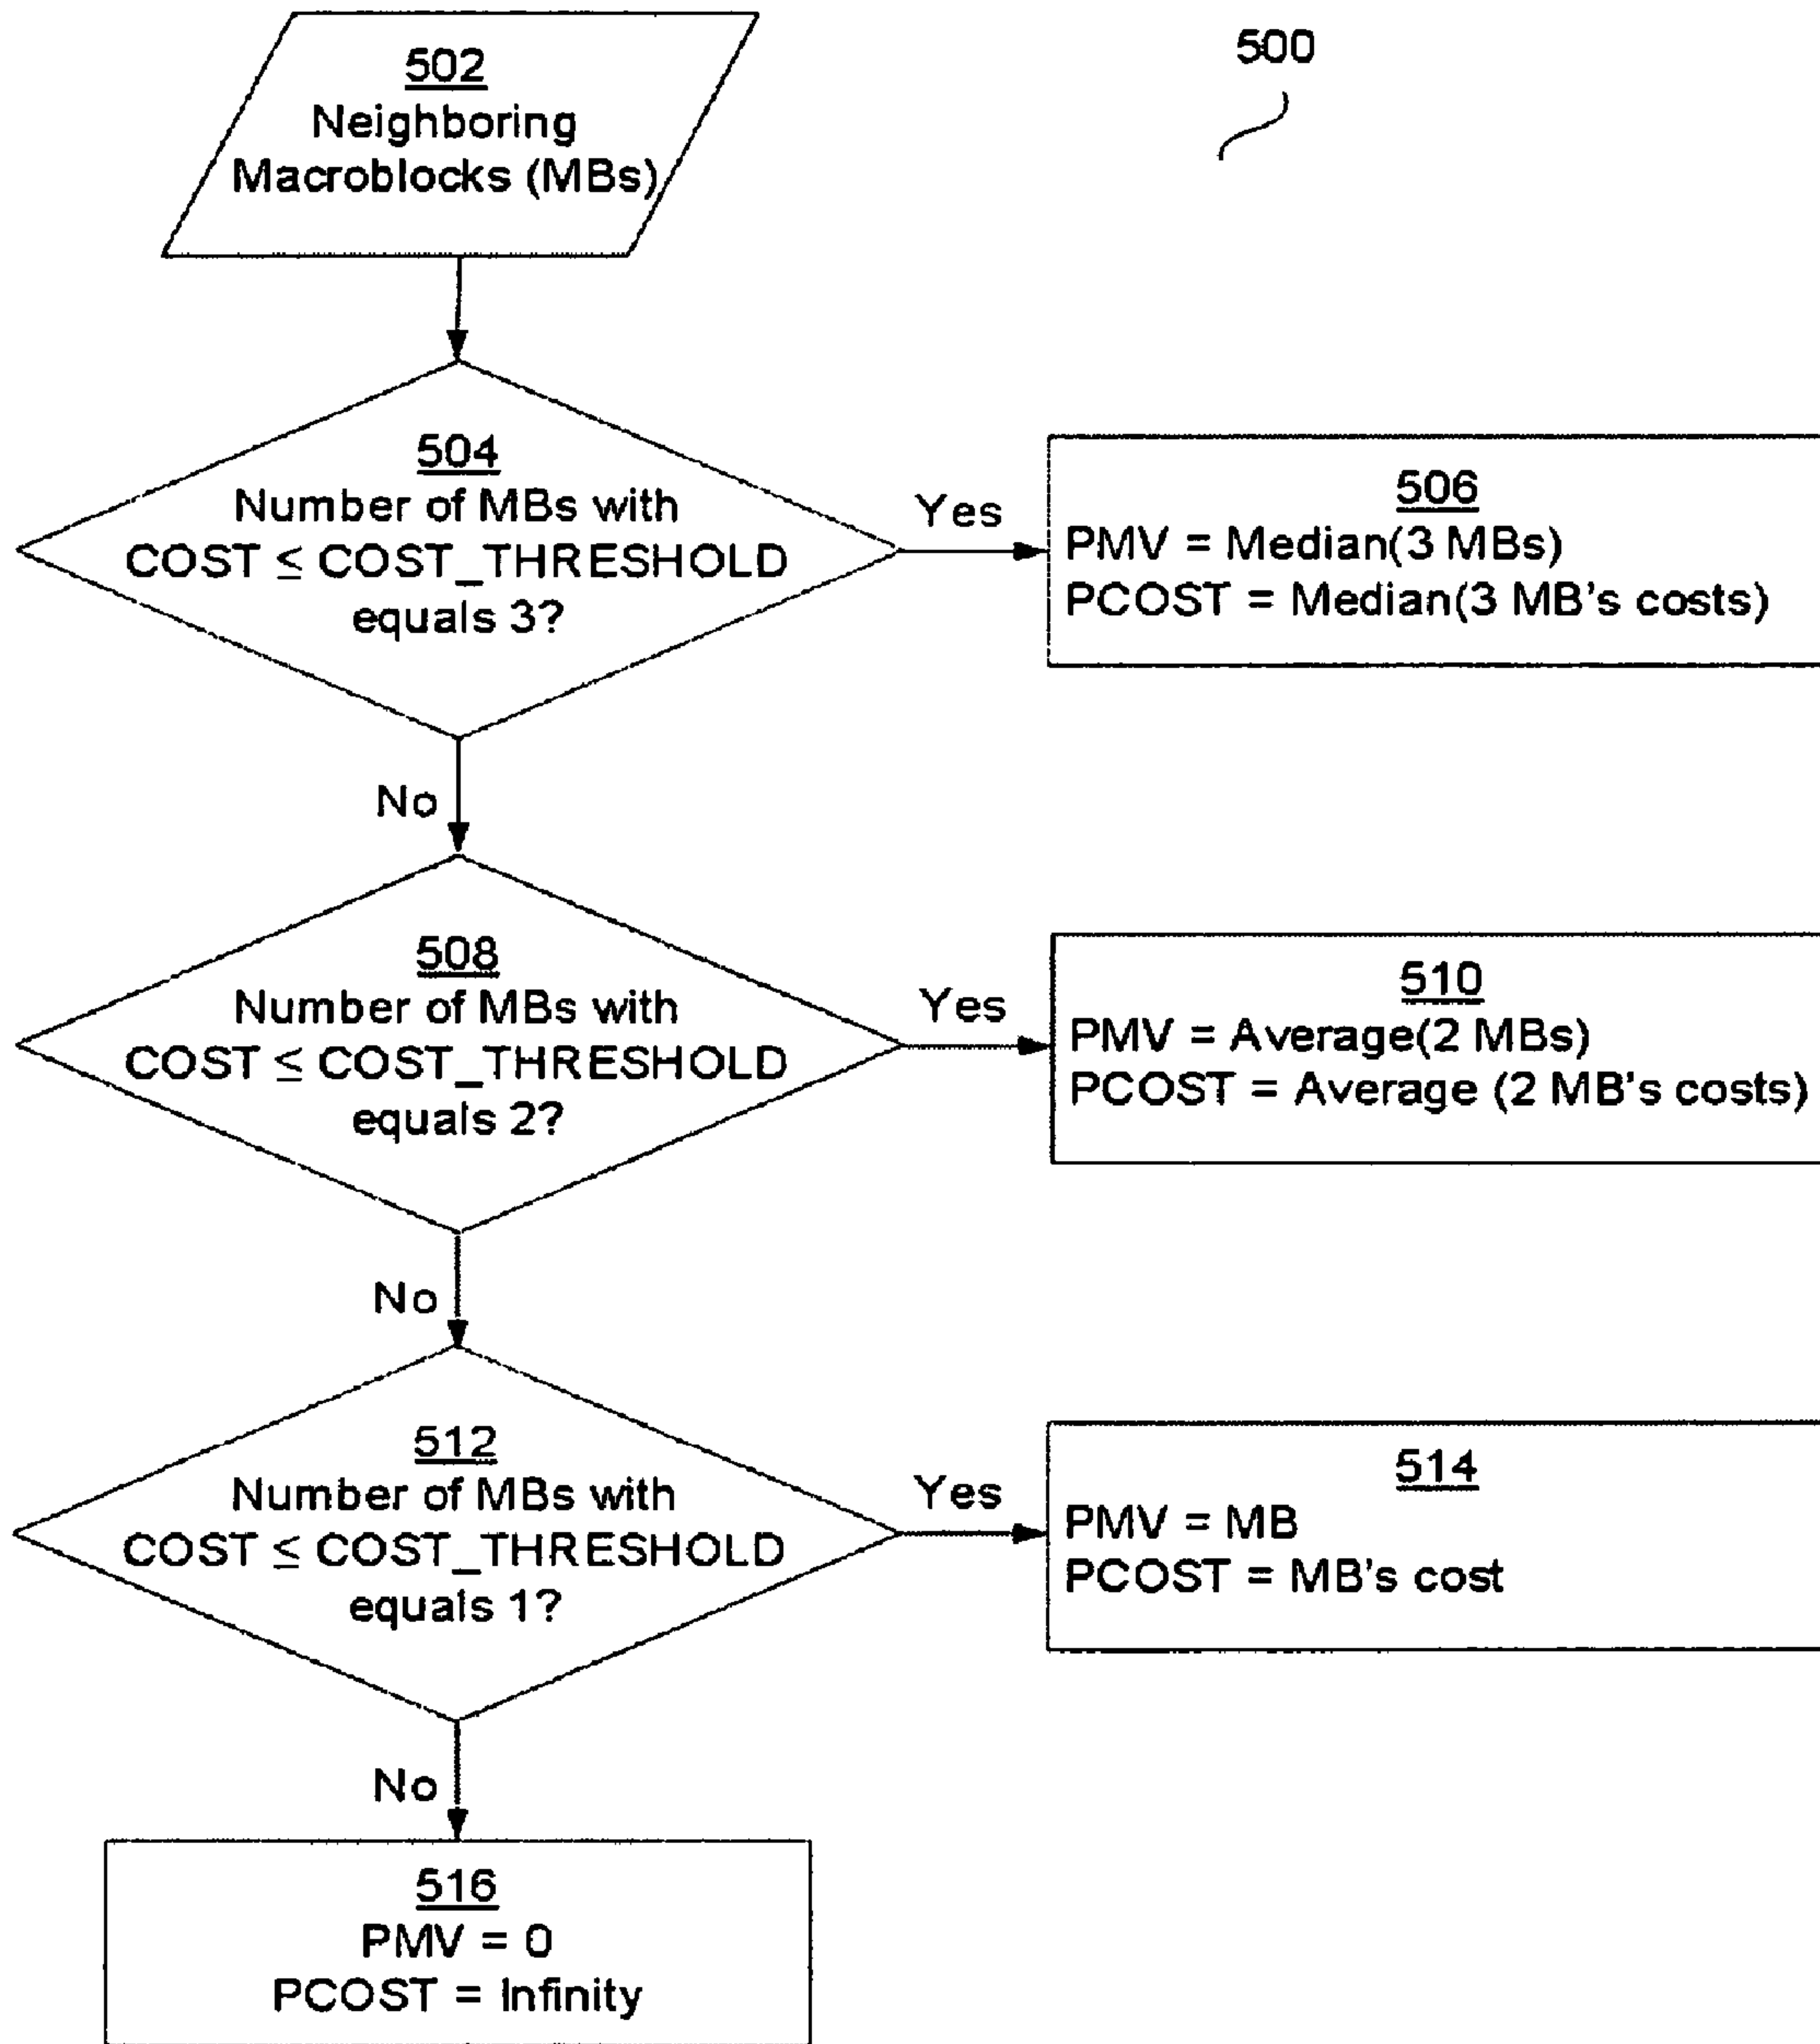 500
502
Neighboring
Macroblocks (MBs)
504
Number of MBs with
COST ≤ COST_THRESHOLD
equals 3?
Yes
506
PMV = Median(3 MBs)
PCOST = Median(3 MB's costs)
No
508
Number of MBs with
COST ≤ COST_THRESHOLD
equals 2?
Yes
510
PMV = Average(2 MBs)
PCOST = Average (2 MB's costs)
No
512
Number of MBs with
COST ≤ COST_THRESHOLD
equals 1?
Yes
514
PMV = MB
PCOST = MB's cost
No
516
PMV = 0
PCOST = Infinity